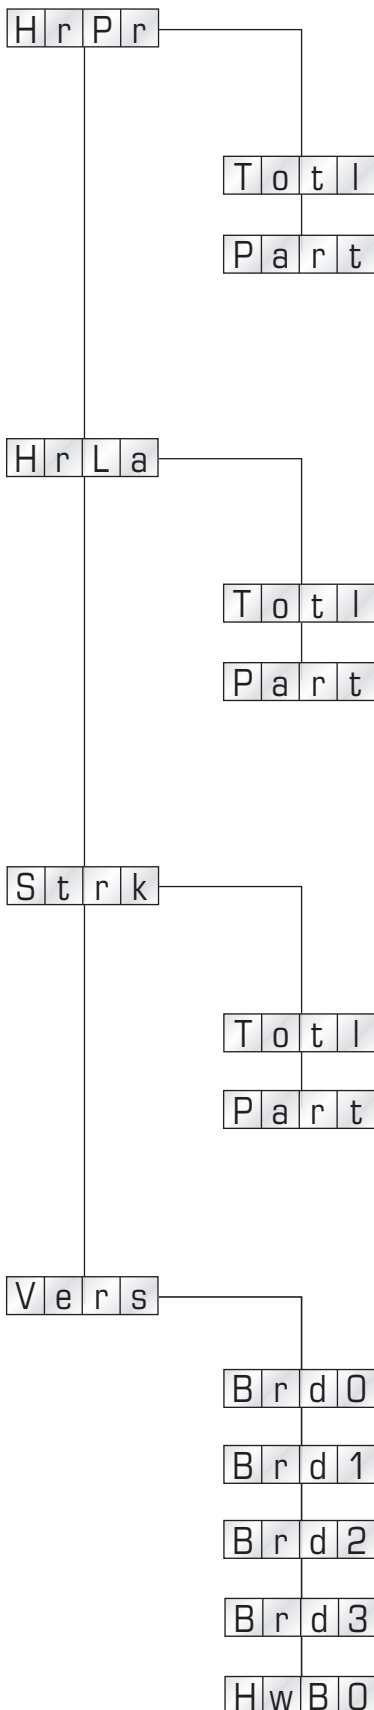 HrPr
Totl
Part
HrLa
Totl
Part
Strk
Totl
Part
Vers
Brd0
Brd1
Brd2
Brd3
HwB0